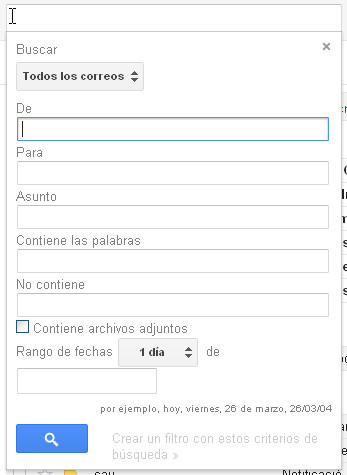 Buscar
×
Todos los correos
De
Para
Asunto
Contiene las palabras
No contiene
Contiene archivos adjuntos
Rango de fechas 1 día de
por ejemplo, hoy, viernes, 26 de marzo, 26/03/04
Crear un filtro con estos criterios de
búsqueda »